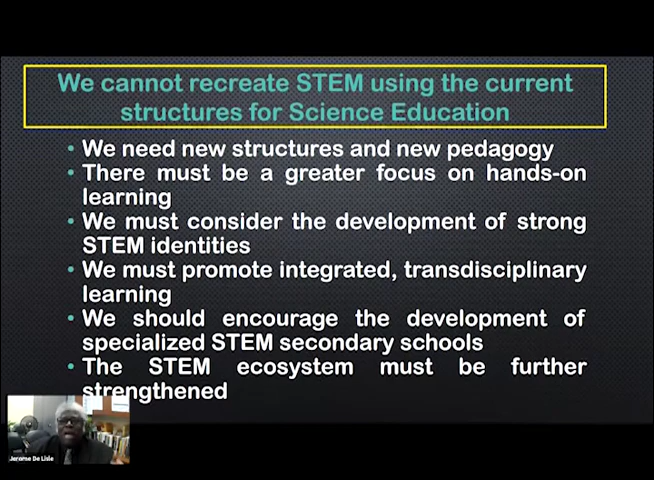 We cannot recreate STEM using the current
structures for Science Education
• We need new structures and new pedagogy
• There must be a greater focus on hands-on
learning
• We must consider the development of strong
STEM identities
• We must promote integrated, transdisciplinary
learning
• We should encourage the development of
specialized STEM secondary schools
• The STEM ecosystem must be further
strengthened
Jerome De Lisle